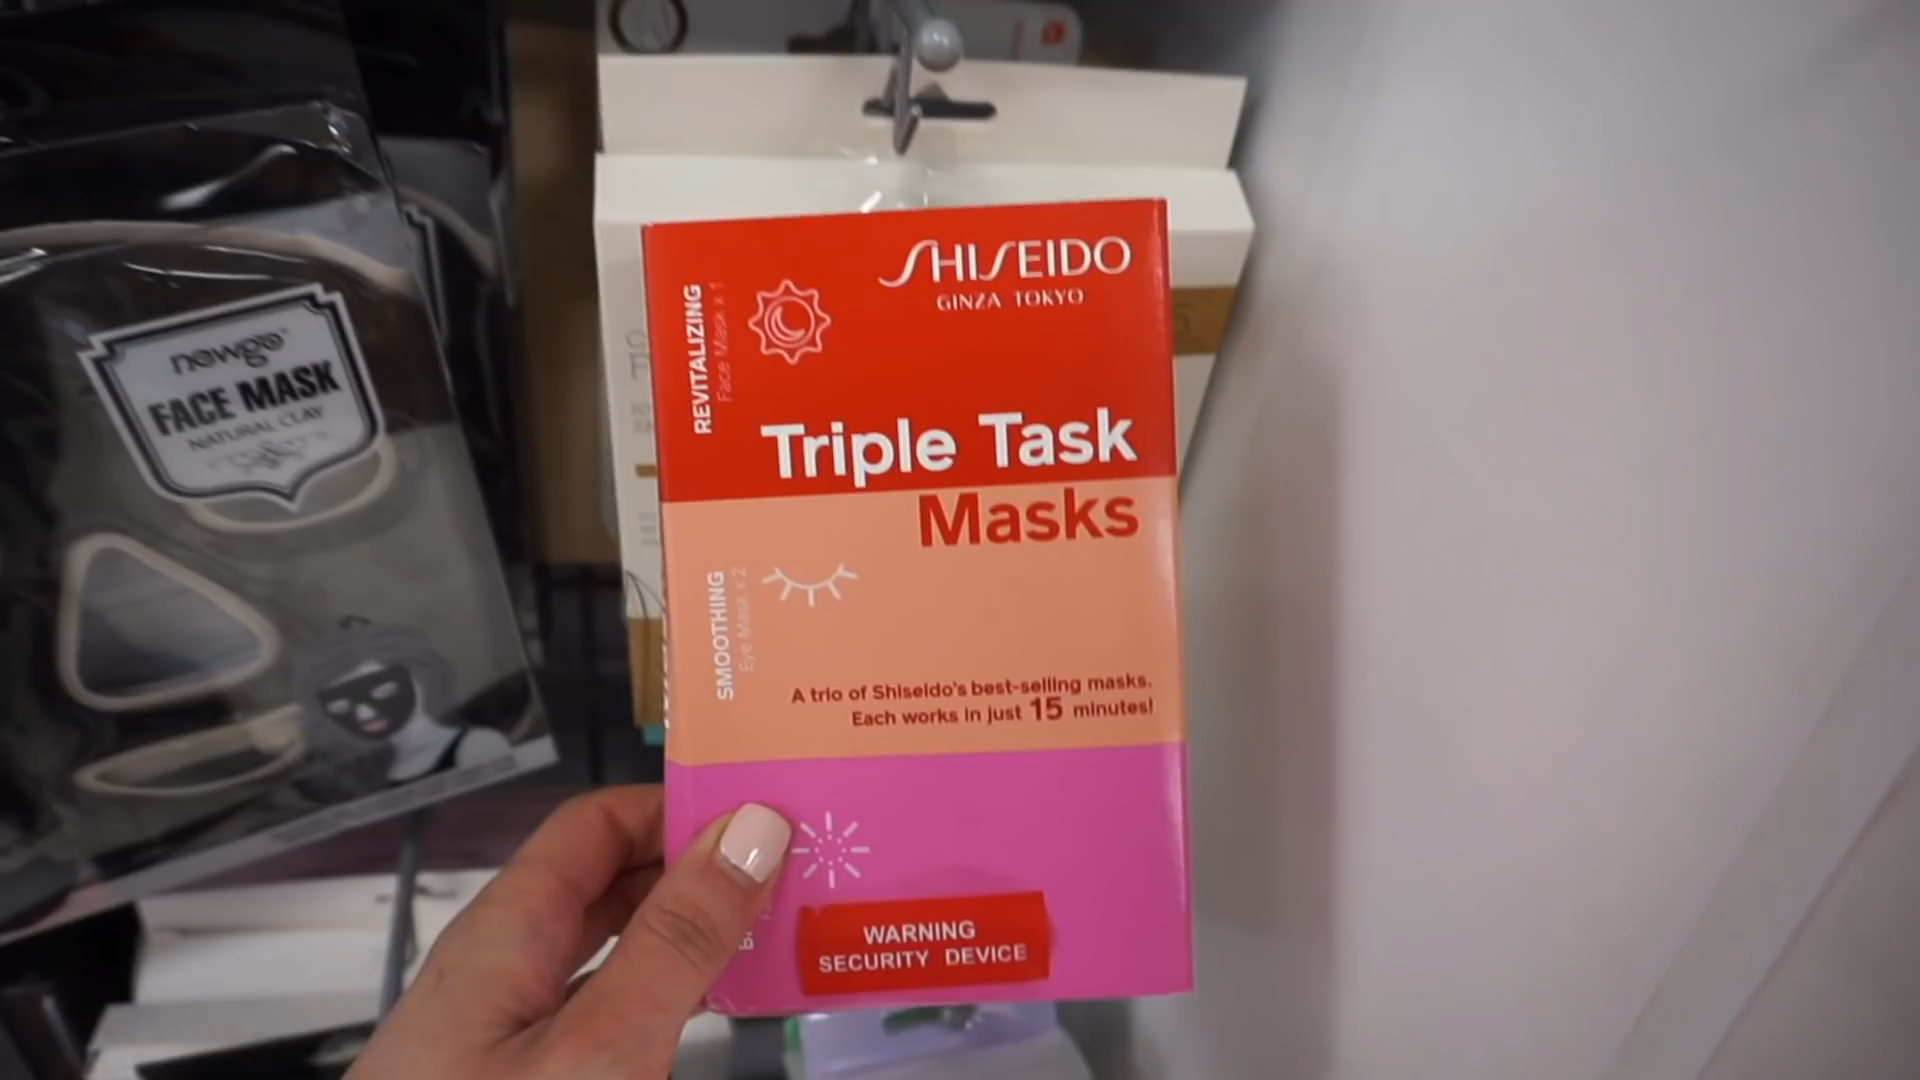 newgo
FACE MASK
NATURAL CLAY
SHISEIDO
GINZA TOKYO
REVITALIZING
Face Mask x 1
Triple Task
Masks
SMOOTHING
Eye Mask x 2
A trio of Shiseido's best-selling masks.
Each works in just 15 minutes!
WARNING
SECURITY DEVICE